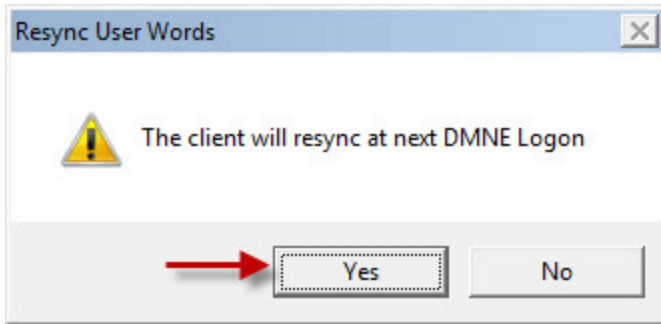 Resync User Words
The client will resync at next DMNE Logon
Yes
No